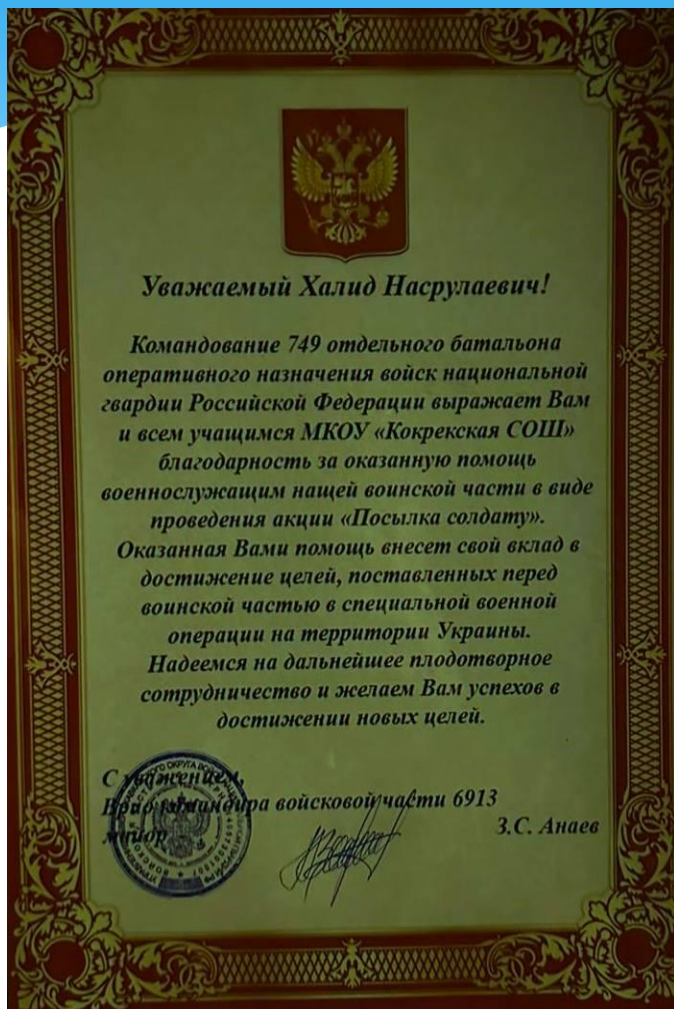 Уважаемый Халид Насрулаевич!
Командование 749 отдельного батальона
оперативного назначения войск национальной
гвардии Российской Федерации выражает Вам
и всем учащимся МКОУ «Кокрекская СОШ»
благодарность за оказанную помощь
военнослужащим нащей воинской части в виде
проведения акции «Посылка солдату».
Оказанная Вами помощь внесет свой вклад в
достижение целей, поставленных перед
воинской частью в специальной военной
операции на территории Украины.
Надеемся на дальнейшее плодотворное
сотрудничество и желаем Вам успехов в
достижении новых целей.
С уважением,
Врио командира войсковой части 6913
майор З.С. Анаев